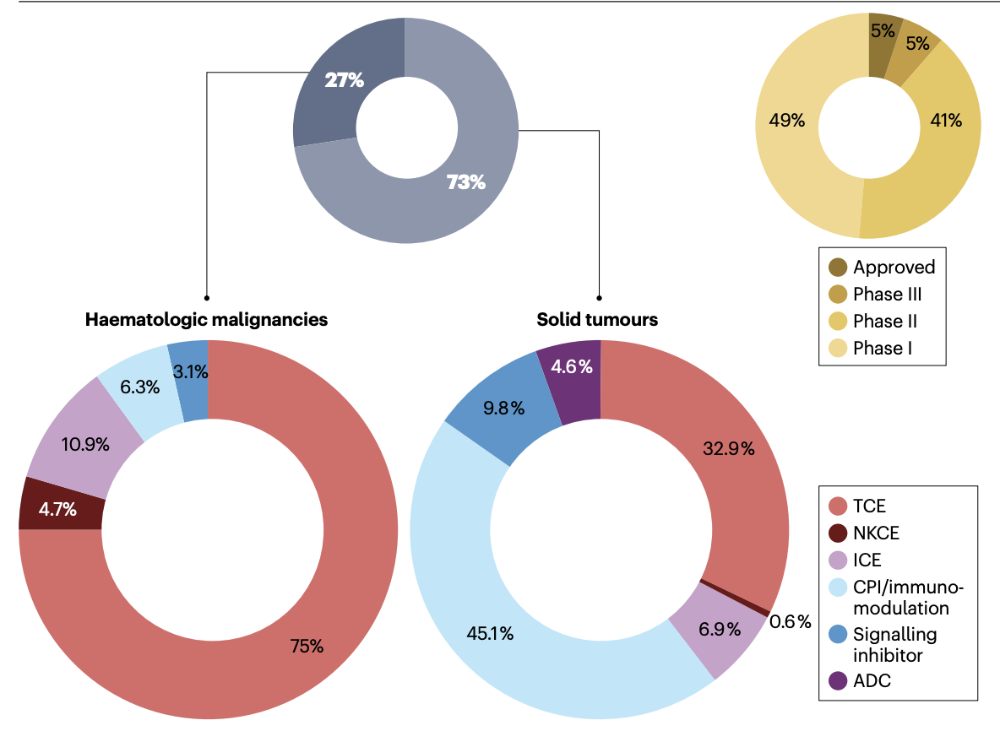 27%
73%
5%
5%
49%
41%
Approved
Phase III
Phase II
Phase I
Haematologic malignancies
Solid tumours
3.1%
6.3%
10.9%
4.7%
75%
4.6%
9.8%
32.9%
45.1%
6.9%
0.6%
TCE
NKCE
ICE
CPI/immuno-
modulation
Signalling
inhibitor
ADC